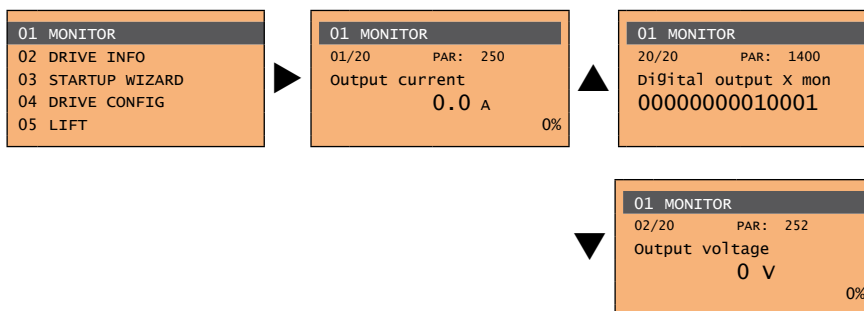 01 MONITOR
02 DRIVE INFO
03 STARTUP WIZARD
04 DRIVE CONFIG
05 LIFT
01 MONITOR
01/20 PAR: 250
Output current
0.0 A
0%
01 MONITOR
20/20 PAR: 1400
Digital output X mon
00000000010001
01 MONITOR
02/20 PAR: 252
Output voltage
0 V
0%